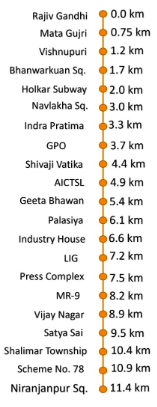 Rajiv Gandhi 0.0 km
Mata Gujri 0.75 km
Vishnupuri 1.2 km
Bhanwarkuan Sq. 1.7 km
Holkar Subway 2.0 km
Navlakha Sq. 3.0 km
Indra Pratima 3.3 km
GPO 3.7 km
Shivaji Vatika 4.4 km
AICTSL 4.9 km
Geeta Bhawan 5.4 km
Palasiya 6.1 km
Industry House 6.6 km
LIG 7.2 km
Press Complex 7.5 km
MR-9 8.2 km
Vijay Nagar 8.9 km
Satya Sai 9.5 km
Shalimar Township 10.4 km
Scheme No. 78 10.9 km
Niranjanpur Sq. 11.4 km